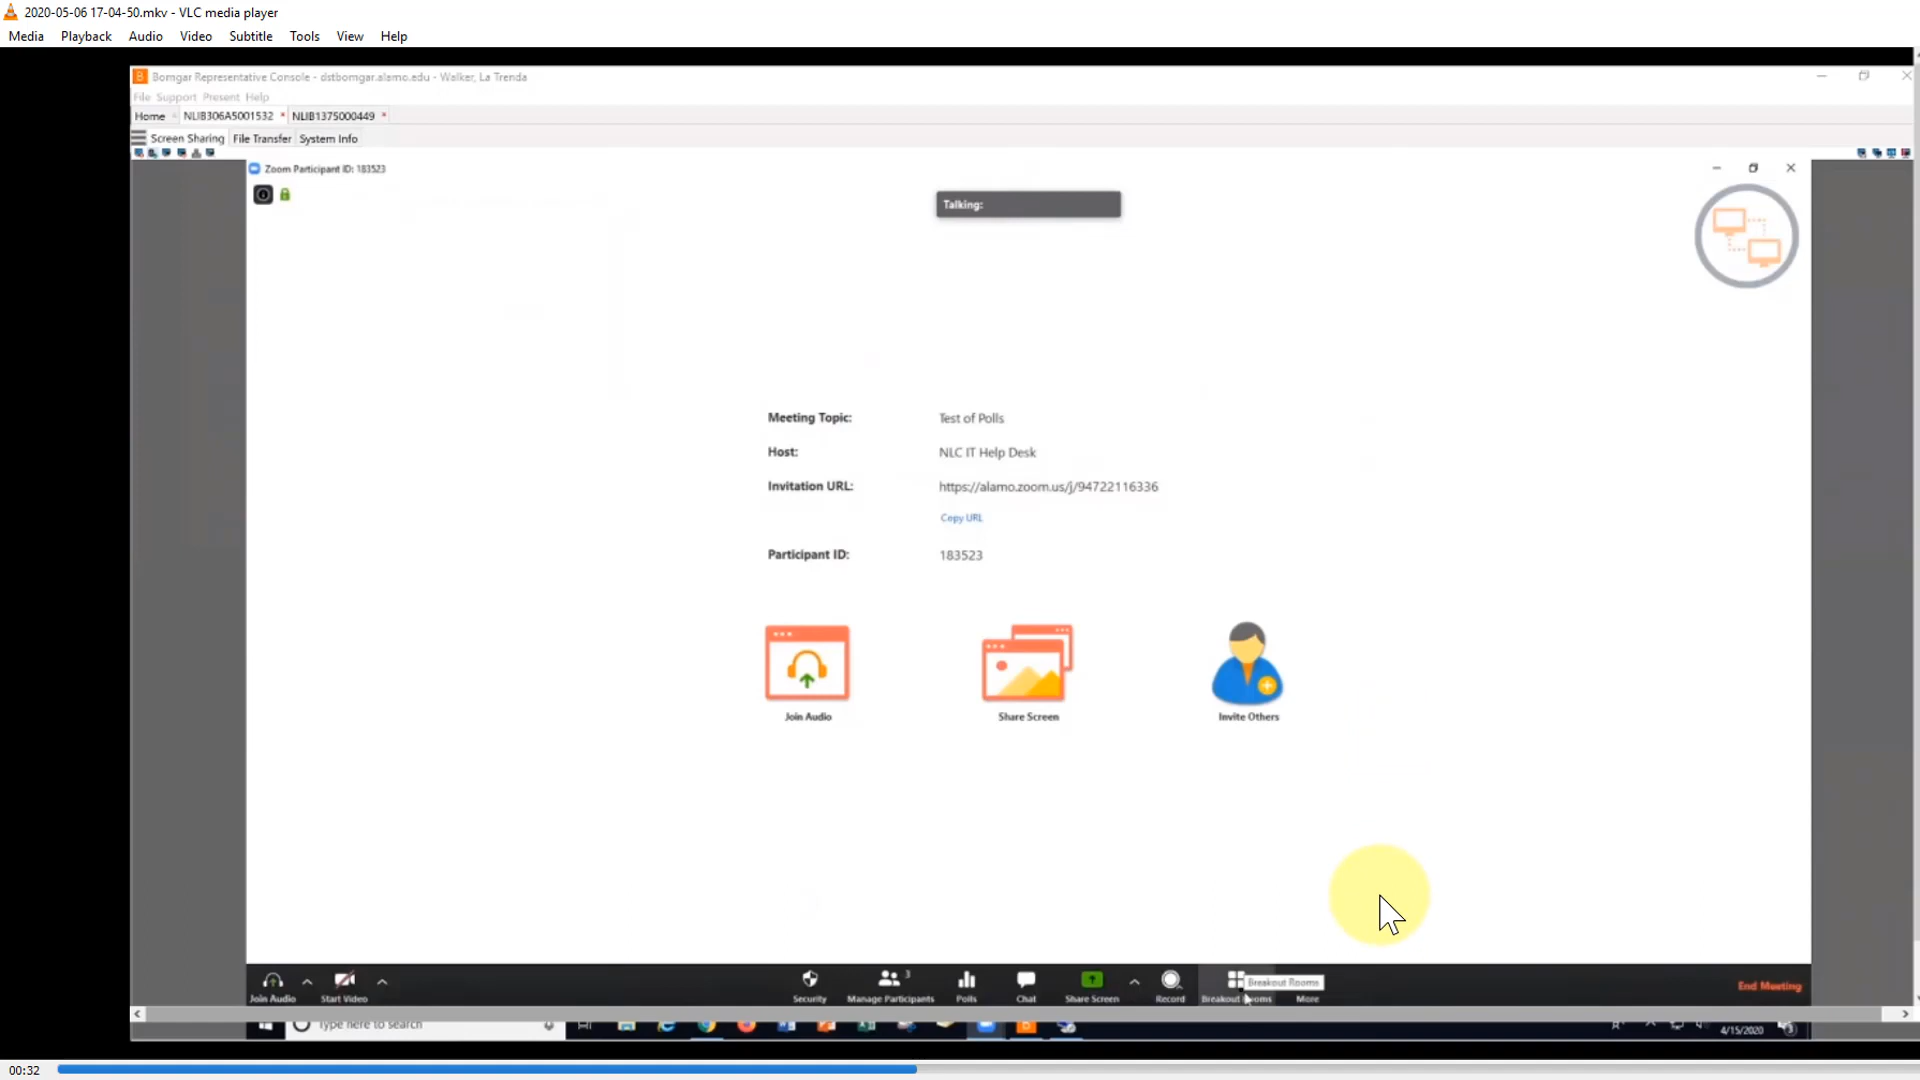 2020-05-06 17-04-50.mkv - VLC media player
Media Playback Audio Video Subtitle Tools View Help
B Bomgar Representative Console - dstbomgar.alamo.edu - Walker, La Trenda
File Support Present Help
Home NLIB306A5001532 NLIB1375000449
Screen Sharing File Transfer System Info
Zoom Participant ID: 183523
Talking:
Meeting Topic: Test of Polls
Host: NLC IT Help Desk
Invitation URL: https://alamo.zoom.us/j/94722116336
Copy URL
Participant ID: 183523
Join Audio Share Screen Invite Others
3
Breakout Rooms
Join Audio Start Video Security Manage Participants Polls Chat Share Screen Record Breakout Rooms More End Meeting
Type here to search
4/15/2020
00:32